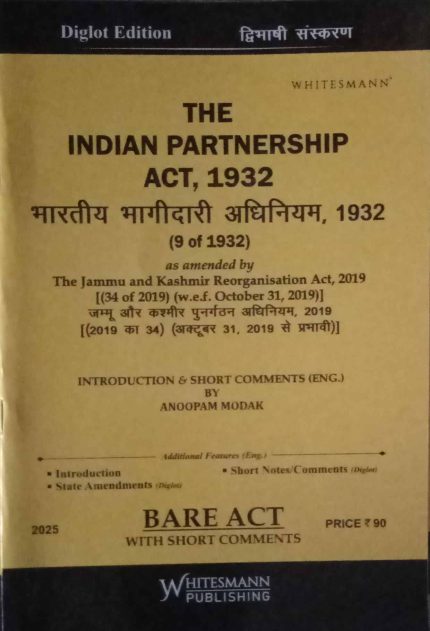 Diglot Edition द्विभाषी संस्करण
WHITESMANN
THE
INDIAN PARTNERSHIP
ACT, 1932
भारतीय भागीदारी अधिनियम, 1932
(9 of 1932)
as amended by
The Jammu and Kashmir Reorganisation Act, 2019
[(34 of 2019) (w.e.f. October 31, 2019)]
जम्मू और कश्मीर पुनर्गठन अधिनियम, 2019
[(2019 का 34) (अक्टूबर 31, 2019 से प्रभावी)]
INTRODUCTION & SHORT COMMENTS (ENG.)
BY
ANOOPAM MODAK
Additional Features (Eng.)
▪ Introduction ▪ Short Notes/Comments (Diglot)
▪ State Amendments (Diglot)
2025 BARE ACT PRICE ₹ 90
WITH SHORT COMMENTS
WHITESMANN
PUBLISHING